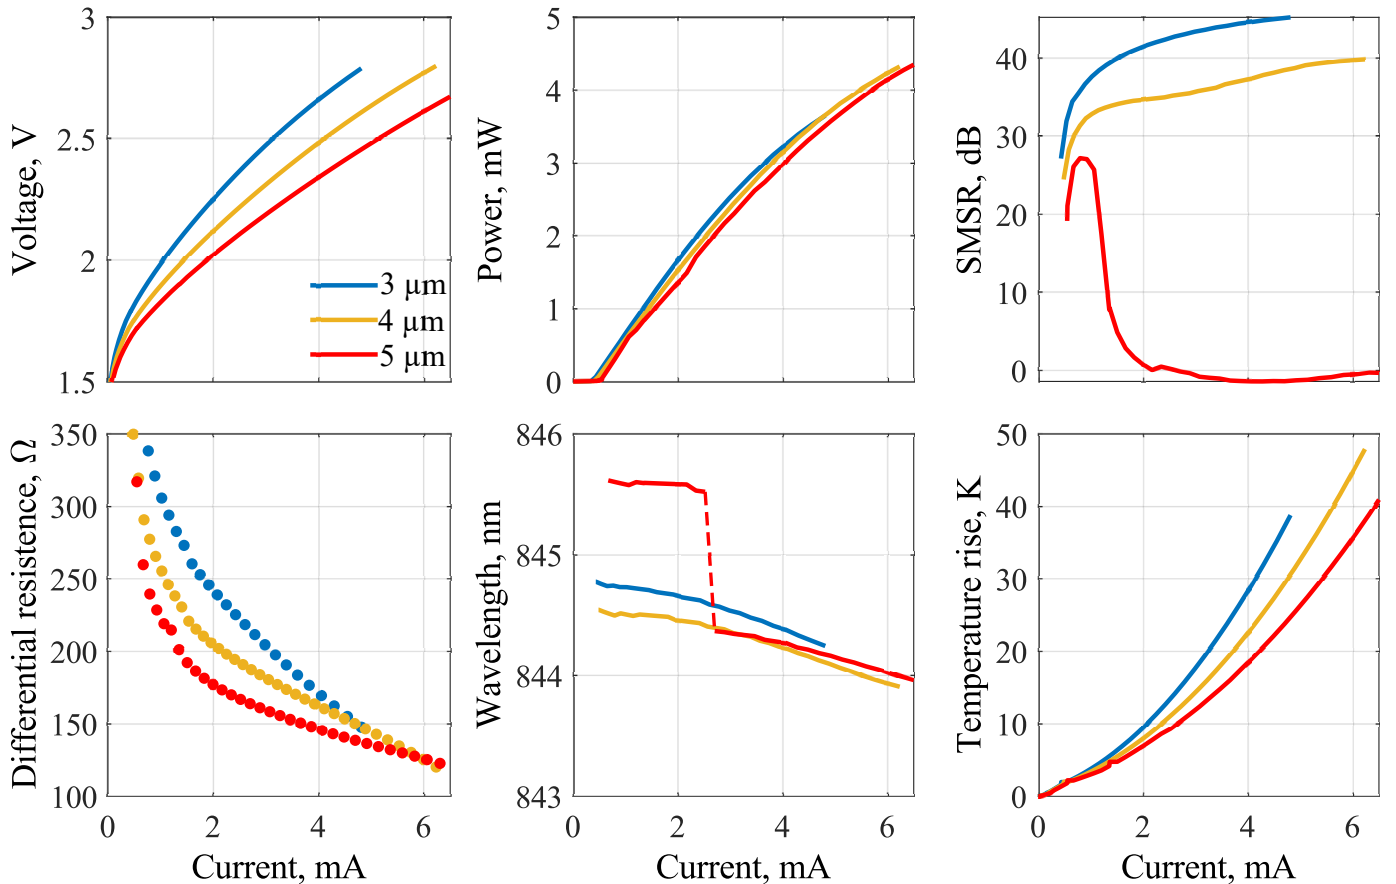 3
2.5
2
1.5
Voltage, V
3 µm
4 µm
5 µm
5
4
3
2
1
0
Power, mW
40
30
20
10
0
SMSR, dB
350
300
250
200
150
100
Differential resistence, Ω
0 2 4 6
Current, mA
846
845
844
843
Wavelength, nm
0 2 4 6
Current, mA
50
40
30
20
10
0
Temperature rise, K
0 2 4 6
Current, mA